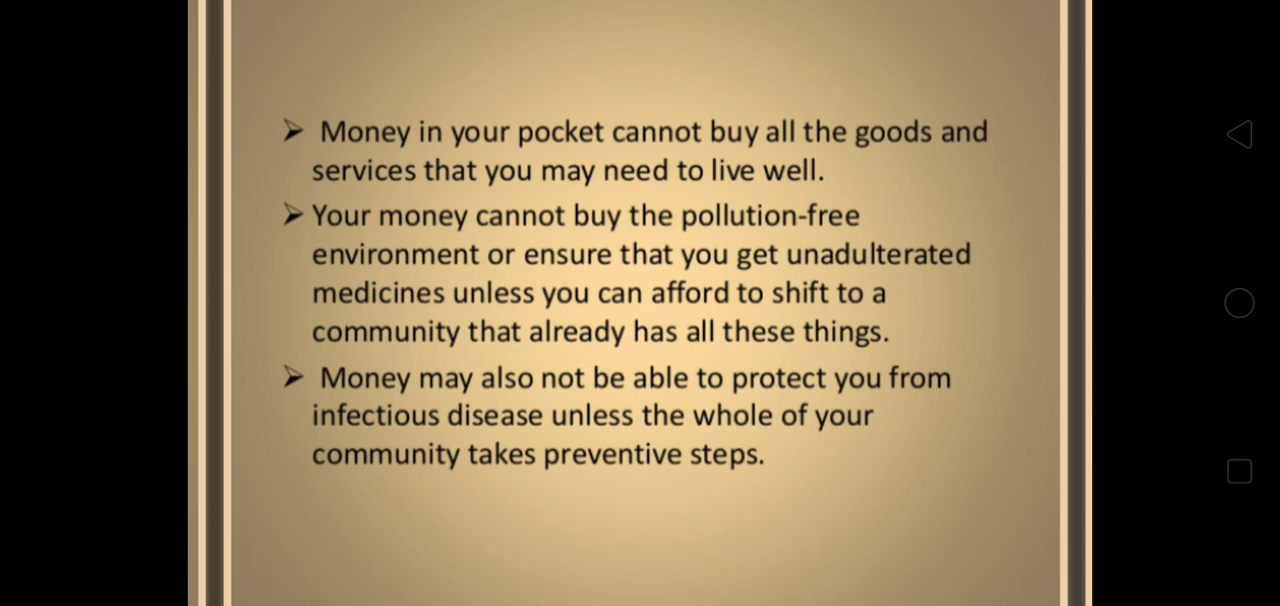 ➢ Money in your pocket cannot buy all the goods and
services that you may need to live well.
➢ Your money cannot buy the pollution-free
environment or ensure that you get unadulterated
medicines unless you can afford to shift to a
community that already has all these things.
➢ Money may also not be able to protect you from
infectious disease unless the whole of your
community takes preventive steps.